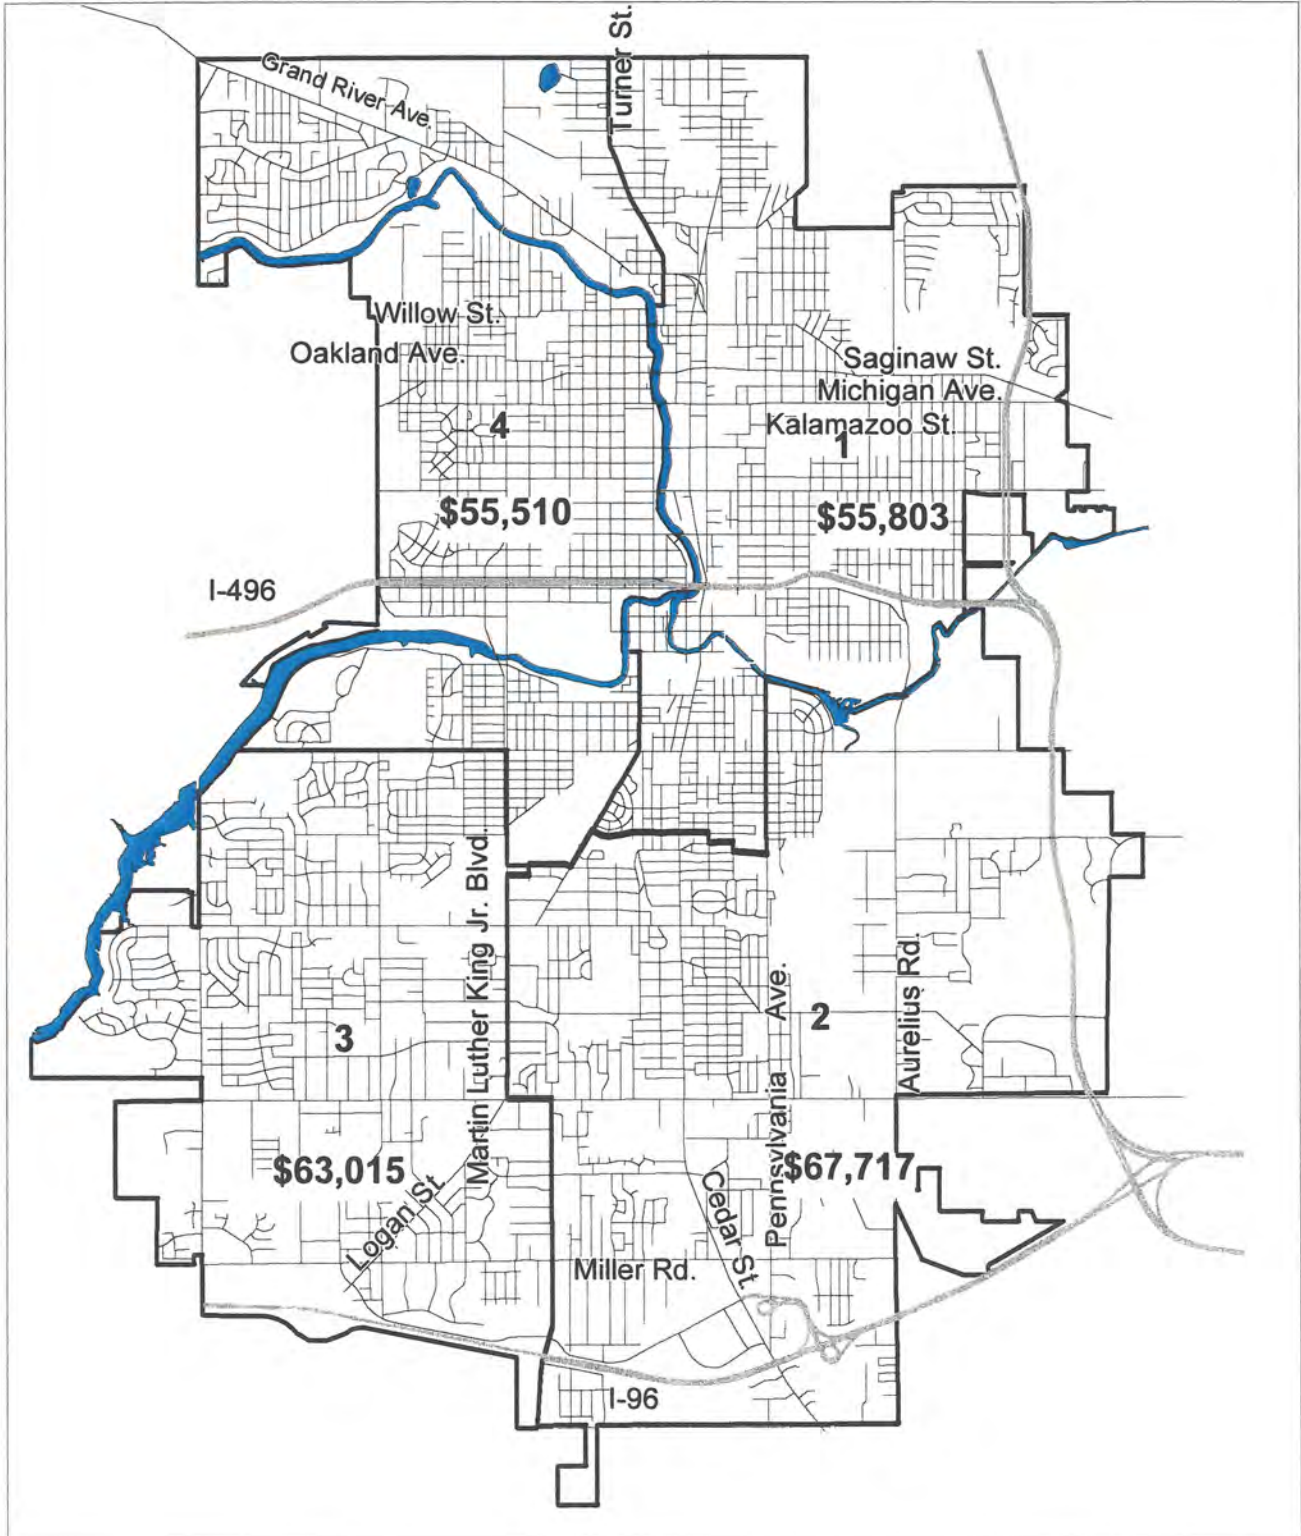 Turner St.
Grand River Ave.
Willow St.
Oakland Ave.
Saginaw St.
Michigan Ave.
Kalamazoo St.
4
1
$55,510
$55,803
I-496
Martin Luther King Jr. Blvd.
Aurelius Rd.
Pennsylvania Ave.
2
3
$63,015
$67,717
Logan St.
Cedar St.
Miller Rd.
I-96